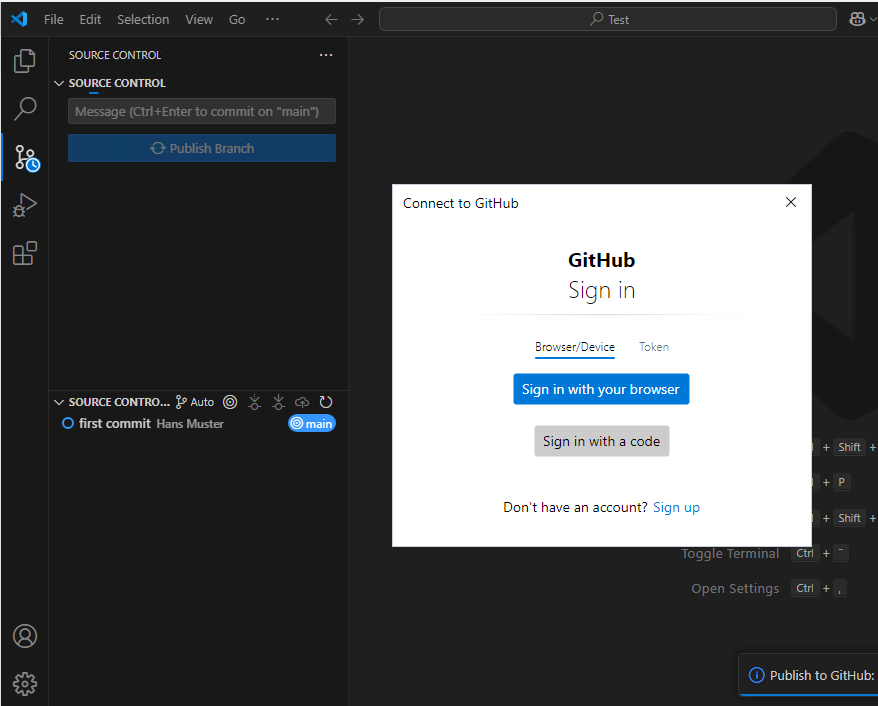 File Edit Selection View Go ···
Test
SOURCE CONTROL
SOURCE CONTROL
Message (Ctrl+Enter to commit on "main")
Publish Branch
Connect to GitHub
GitHub
Sign in
Browser/Device Token
Sign in with your browser
Sign in with a code
Don't have an account? Sign up
SOURCE CONTRO... Auto
first commit Hans Muster main
+ Shift +
+ P
+ Shift +
Toggle Terminal Ctrl + ¨
Open Settings Ctrl + ,
Publish to GitHub: